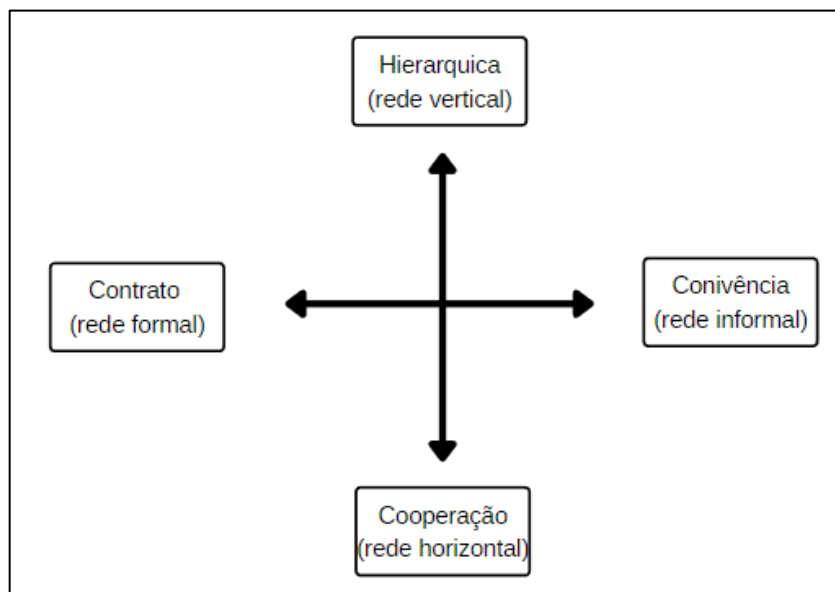 Hierarquica
(rede vertical)
Contrato
(rede formal)
Conivência
(rede informal)
Cooperação
(rede horizontal)